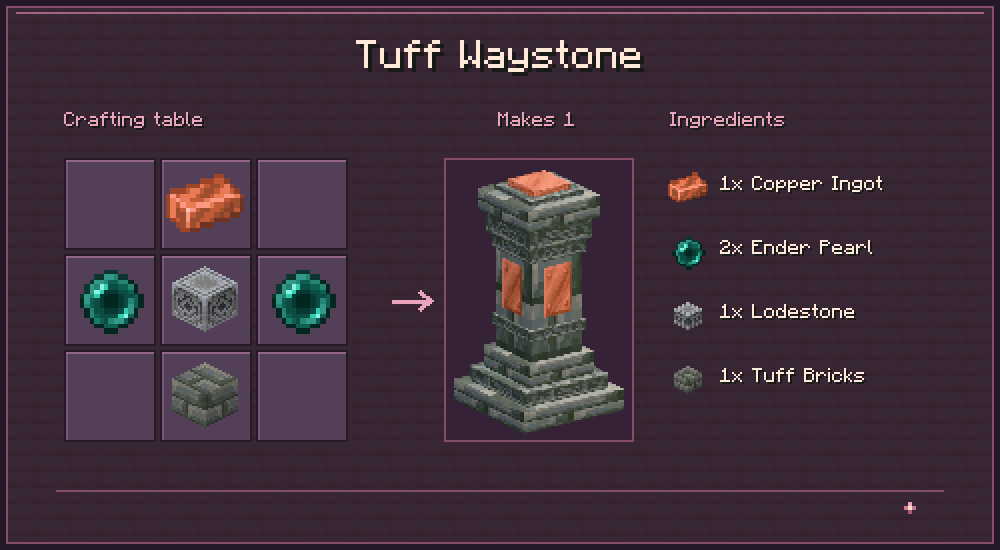 Tuff Waystone
Crafting table
Makes 1
Ingredients
1x Copper Ingot
2x Ender Pearl
1x Lodestone
1x Tuff Bricks